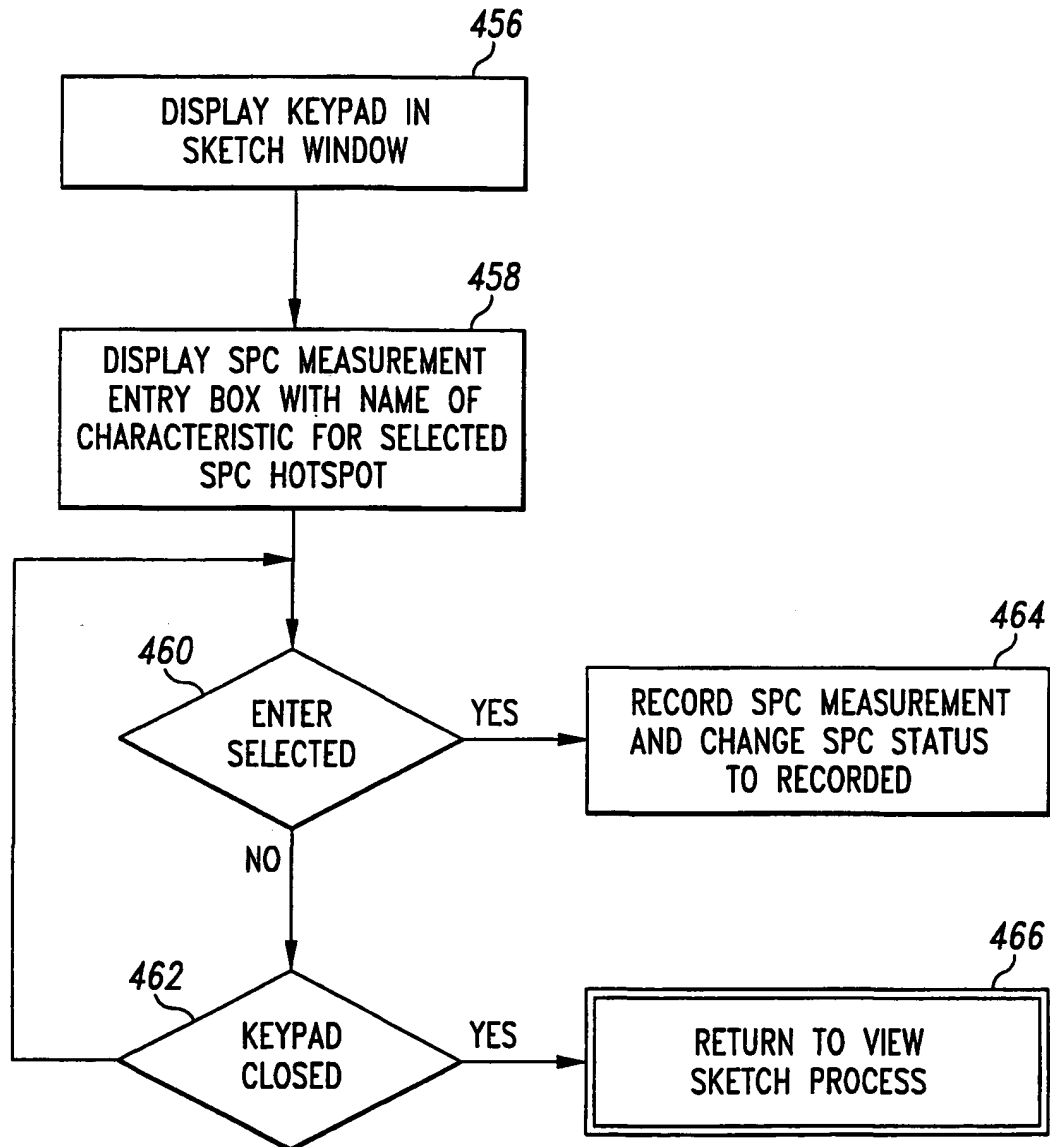 456
DISPLAY KEYPAD IN
SKETCH WINDOW
458
DISPLAY SPC MEASUREMENT
ENTRY BOX WITH NAME OF
CHARACTERISTIC FOR SELECTED
SPC HOTSPOT
460
ENTER
SELECTED
YES
464
RECORD SPC MEASUREMENT
AND CHANGE SPC STATUS
TO RECORDED
NO
462
KEYPAD
CLOSED
YES
466
RETURN TO VIEW
SKETCH PROCESS